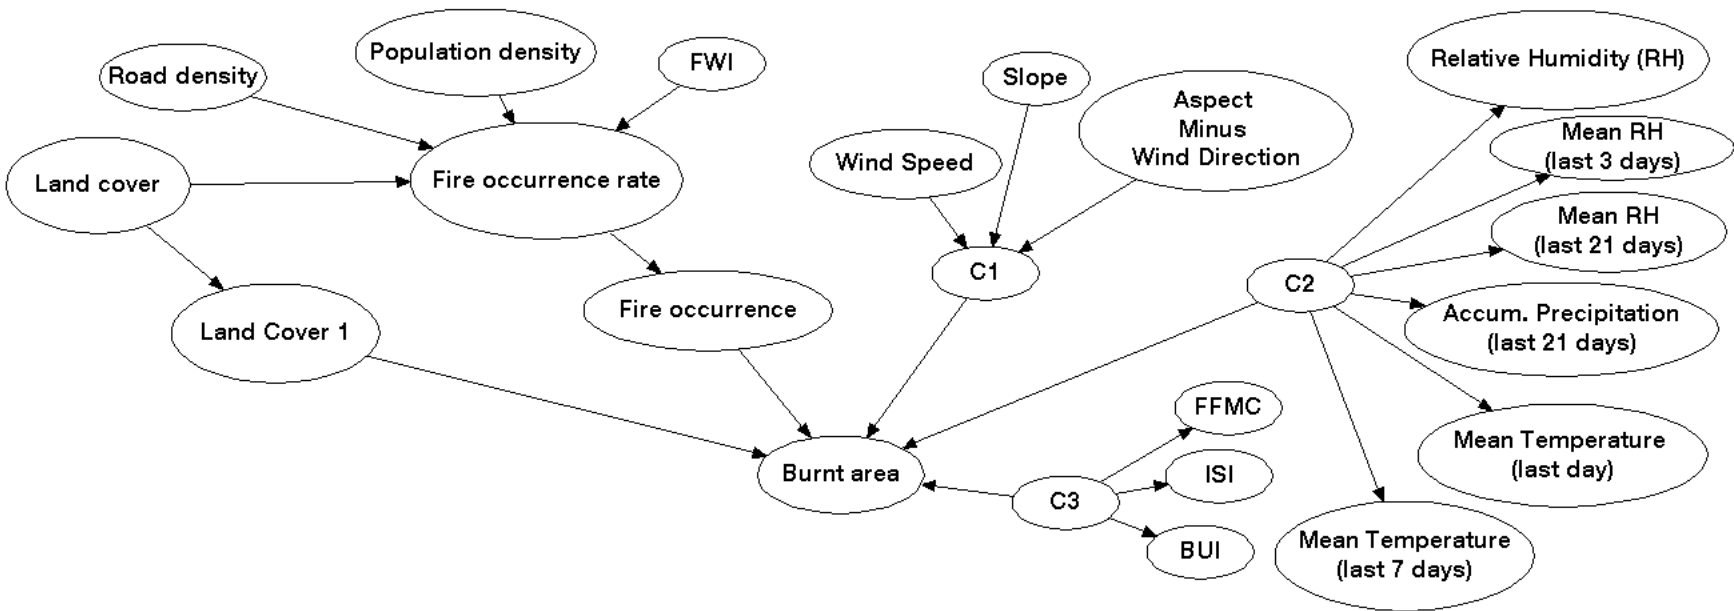 Population density
FWI
Road density
Slope
Relative Humidity (RH)
Aspect
Minus
Wind Direction
Mean RH
(last 3 days)
Wind Speed
Land cover
Fire occurrence rate
Mean RH
(last 21 days)
C1
C2
Fire occurrence
Accum. Precipitation
(last 21 days)
Land Cover 1
FFMC
Mean Temperature
(last day)
Burnt area
ISI
C3
BUI
Mean Temperature
(last 7 days)